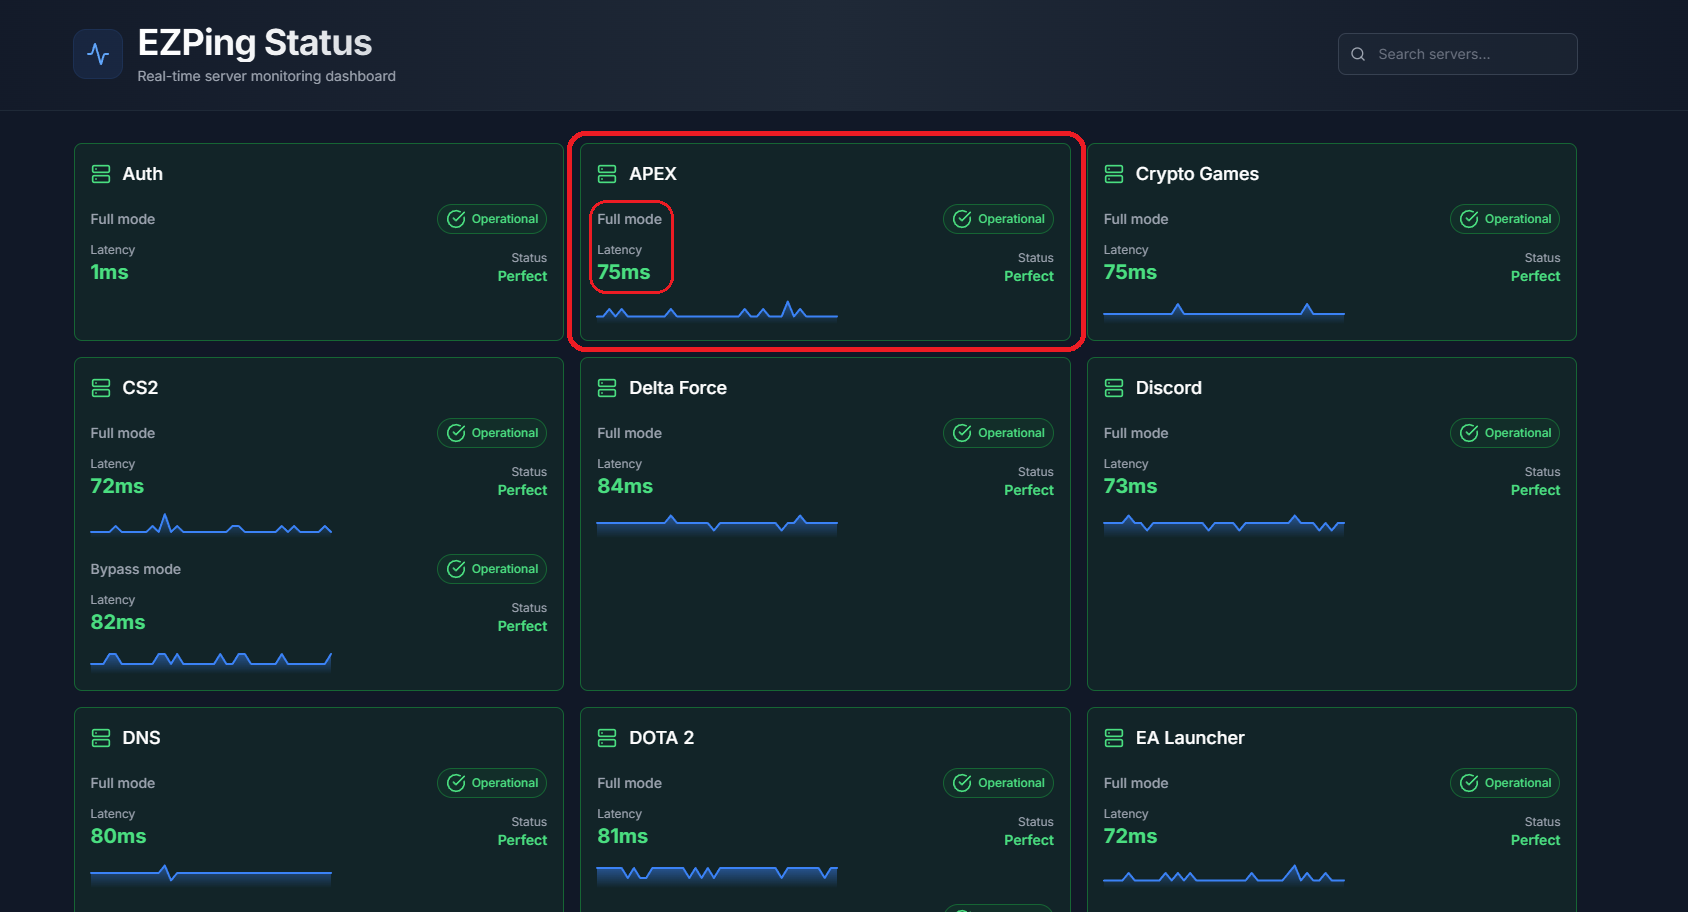 EZPing Status
Real-time server monitoring dashboard
Search servers...
Auth
Full mode
Operational
Latency
1ms
Status
Perfect
APEX
Full mode
Operational
Latency
75ms
Status
Perfect
Crypto Games
Full mode
Operational
Latency
75ms
Status
Perfect
CS2
Full mode
Operational
Latency
72ms
Status
Perfect
Bypass mode
Operational
Latency
82ms
Status
Perfect
Delta Force
Full mode
Operational
Latency
84ms
Status
Perfect
Discord
Full mode
Operational
Latency
73ms
Status
Perfect
DNS
Full mode
Operational
Latency
80ms
Status
Perfect
DOTA 2
Full mode
Operational
Latency
81ms
Status
Perfect
EA Launcher
Full mode
Operational
Latency
72ms
Status
Perfect